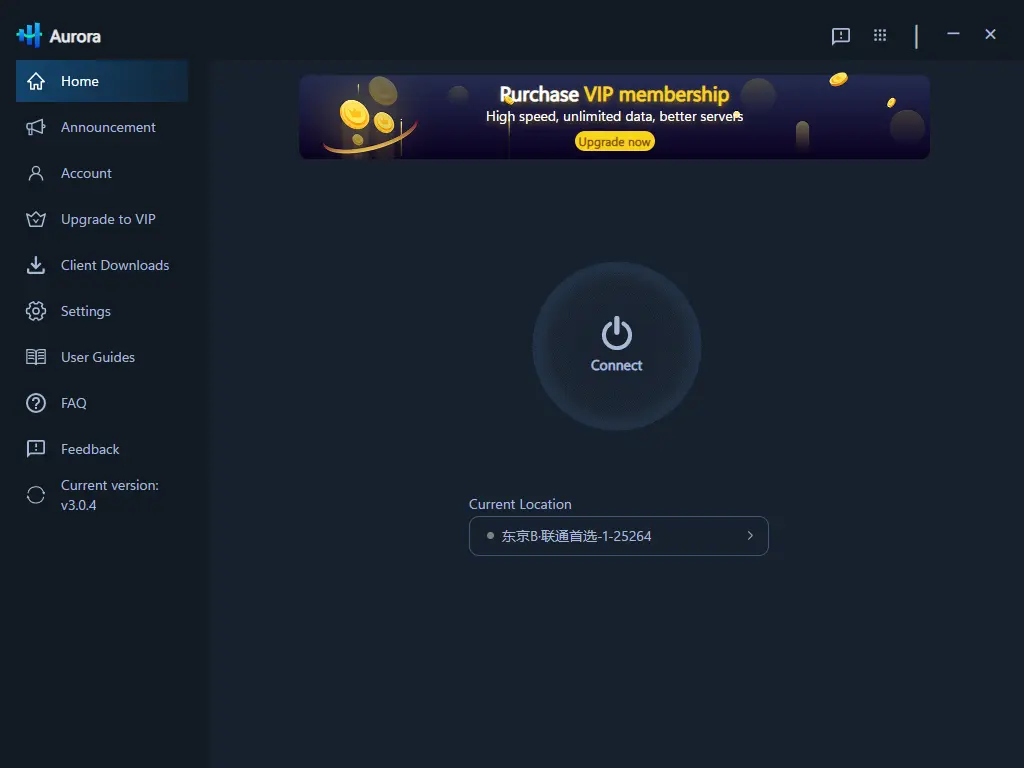 Aurora
Home
Announcement
Account
Upgrade to VIP
Client Downloads
Settings
User Guides
FAQ
Feedback
Current version:
v3.0.4
Purchase VIP membership
High speed, unlimited data, better servers
Upgrade now
Connect
Current Location
东京B·联通首选-1-25264